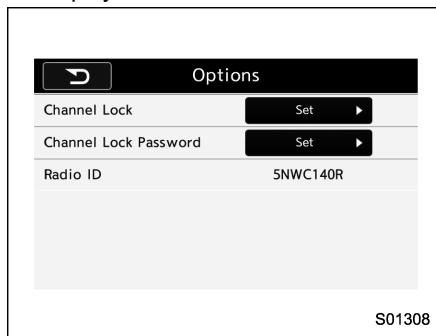 Options
Channel Lock Set
Channel Lock Password Set
Radio ID 5NWC140R
S01308